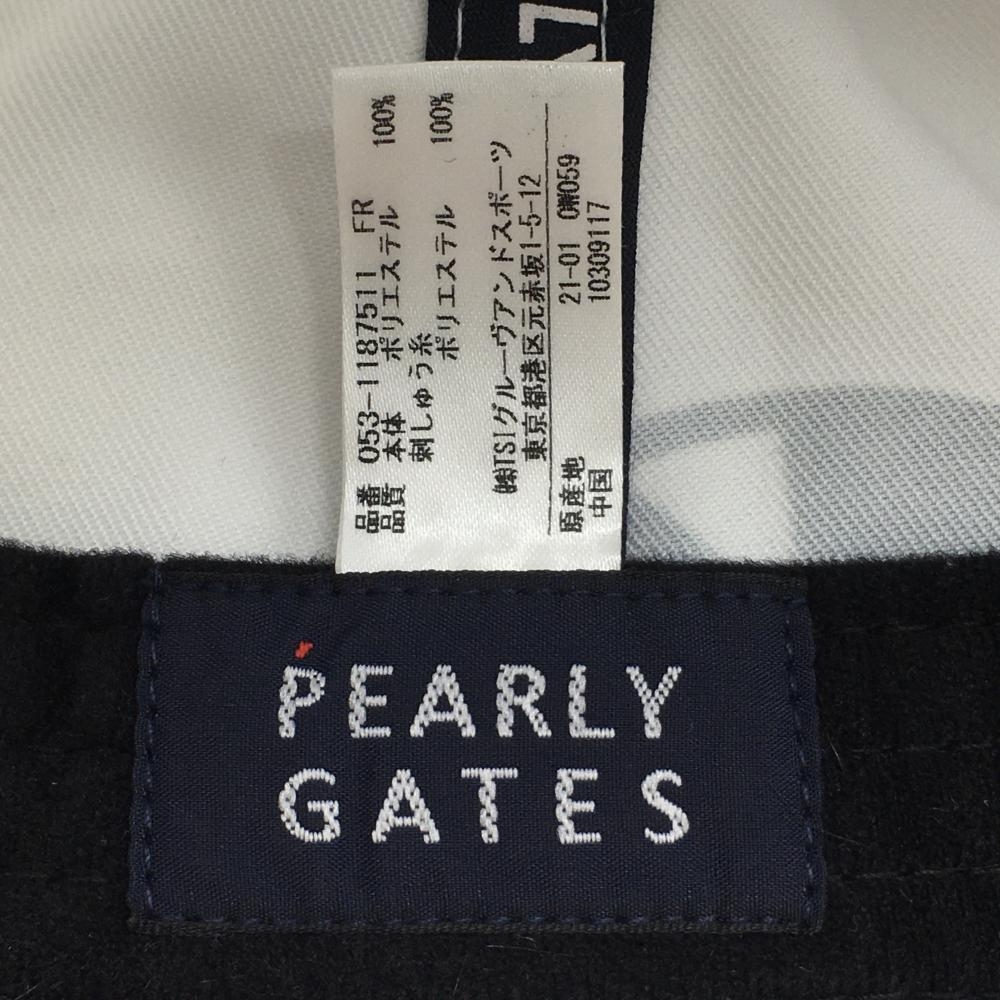 品番 053-1187511 FR
品質 本体 ポリエステル 100%
刺しゅう糸
ポリエステル 100%
㈱TSIグルーヴアンドスポーツ
東京都港区元赤坂1-5-12
原産地 21-01 0W059
中国 10309117
PEARLY
GATES